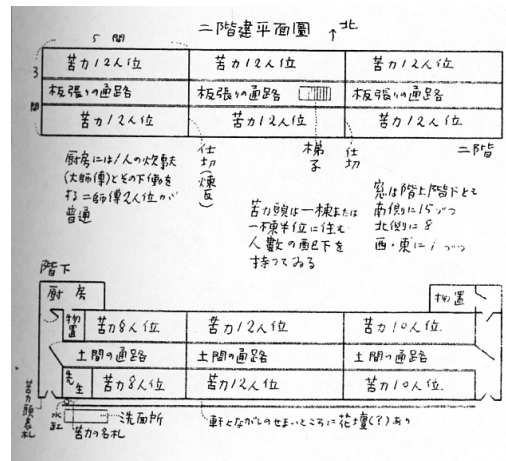 二階建平面圖
↑北
5間
3間
苦力12人位
苦力12人位
苦力12人位
板張りの通路
板張りの通路
板張りの通路
苦力12人位
苦力12人位
苦力12人位
仕切(煉瓦)
梯子
仕切
二階
厨房には1人の炊事夫
(大師傅)とその下働を
する二師傅2人位が
普通
苦力頭は一棟または
一棟半位に住む
人数の配下を
持つてゐる
窓は階上階下とも
南側に15づつ
北側に8
西・東に1づつ
階下
厨房
物置
物置
苦力8人位
苦力12人位
苦力10人位
土間の通路
土間の通路
土間の通路
先生
苦力8人位
苦力12人位
苦力10人位
苦力頭表札
水缸
洗面所
苦力の名札
軒とながしのせまいところに花壇(?)あり